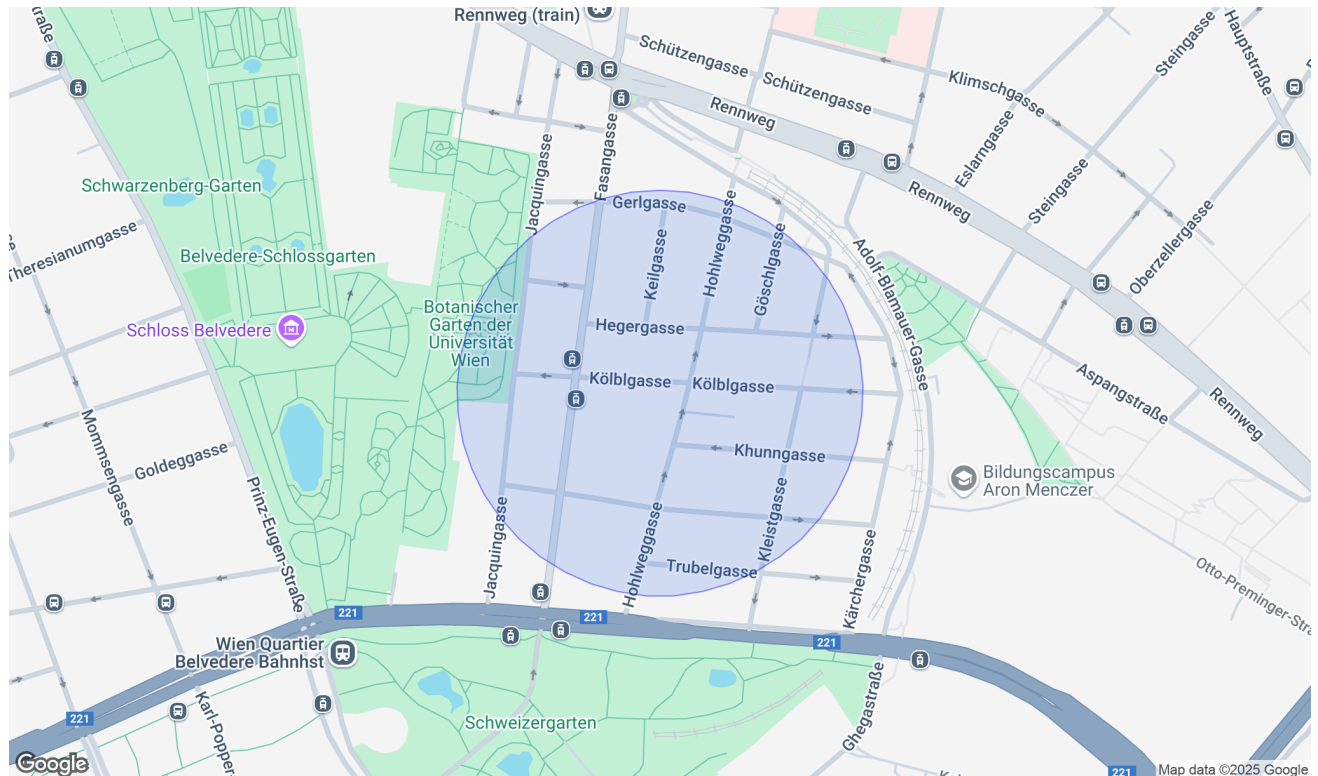 Rennweg (train)
Schützengasse
Schützengasse
Klimschgasse
Steingasse
Hauptstraße
traße
Rennweg
Jacquingasse
Fasangasse
Eslarngasse
Steingasse
Rennweg
Oberzellergasse
Schwarzenberg-Garten
Gerlgasse
Theresianumgasse
Belvedere-Schlossgarten
Keilgasse
Hohlweggasse
Göschlgasse
Adolf-Blamauer-Gasse
Botanischer
Garten der
Universität
Wien
Schloss Belvedere
Hegergasse
Kölblgasse
Kölblgasse
Aspangstraße
Rennweg
Mommsengasse
Goldeggasse
Khunngasse
Bildungscampus
Aron Menczer
Prinz-Eugen-Straße
Jacquingasse
Hohlweggasse
Kleistgasse
Trubelgasse
Kärchergasse
Otto-Preminger-Stra
221
221
221
Wien Quartier
Belvedere Bahnhst
Karl-Popper-
Schweizergarten
Ghegastraße
221
221
Google
Map data ©2025 Google